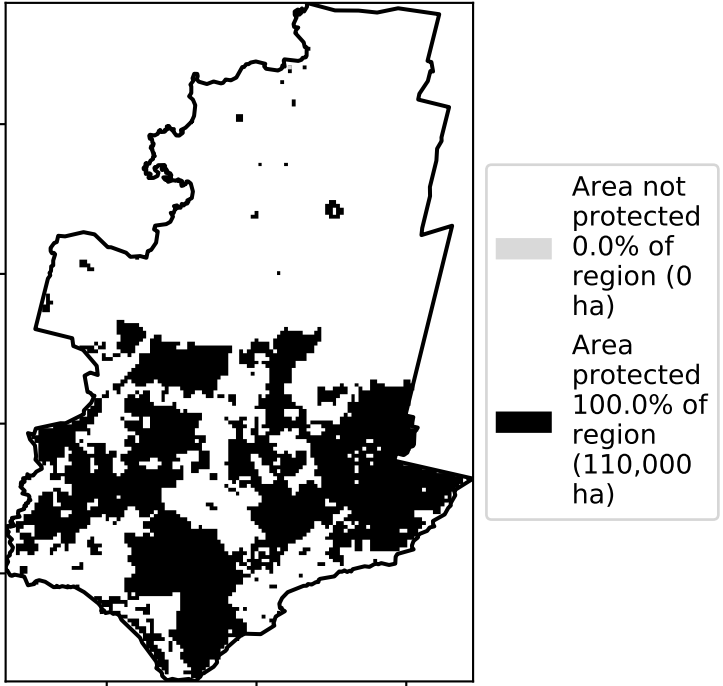 Area not
protected
0.0% of
region (0
ha)
Area
protected
100.0% of
region
(110,000
ha)